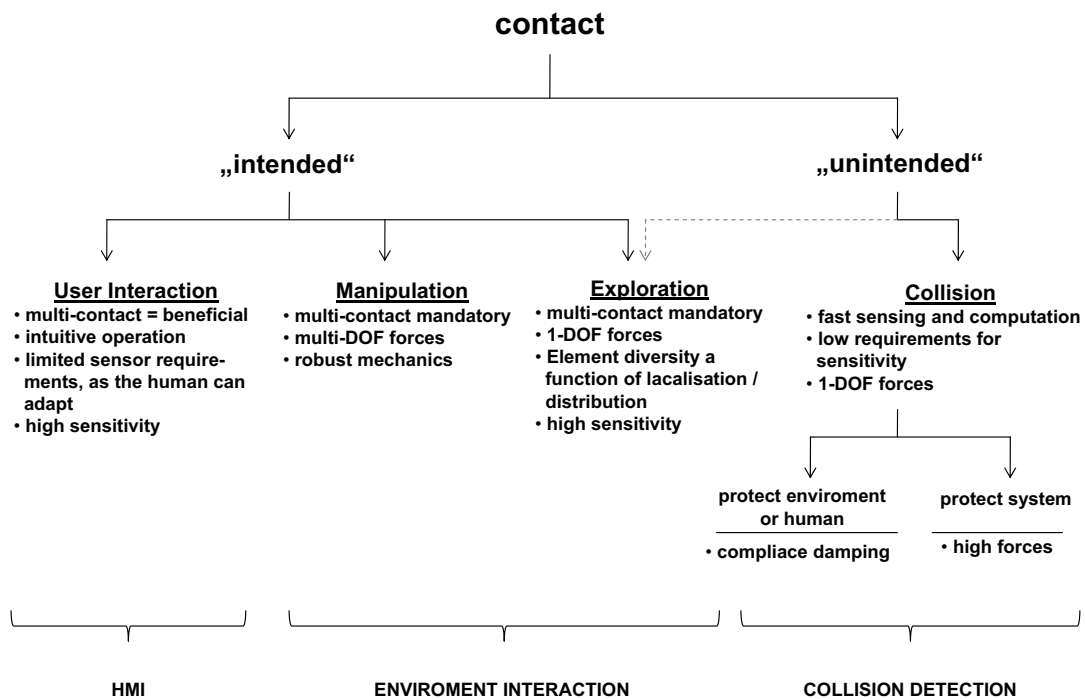 contact
„intended“
„unintended“
User Interaction
• multi-contact = beneficial
• intuitive operation
• limited sensor require-
ments, as the human can
adapt
• high sensitivity
Manipulation
• multi-contact mandatory
• multi-DOF forces
• robust mechanics
Exploration
• multi-contact mandatory
• 1-DOF forces
• Element diversity a
function of lacalisation /
distribution
• high sensitivity
Collision
• fast sensing and computation
• low requirements for
sensitivity
• 1-DOF forces
protect enviroment
or human
• compliace damping
protect system
• high forces
HMI
ENVIROMENT INTERACTION
COLLISION DETECTION